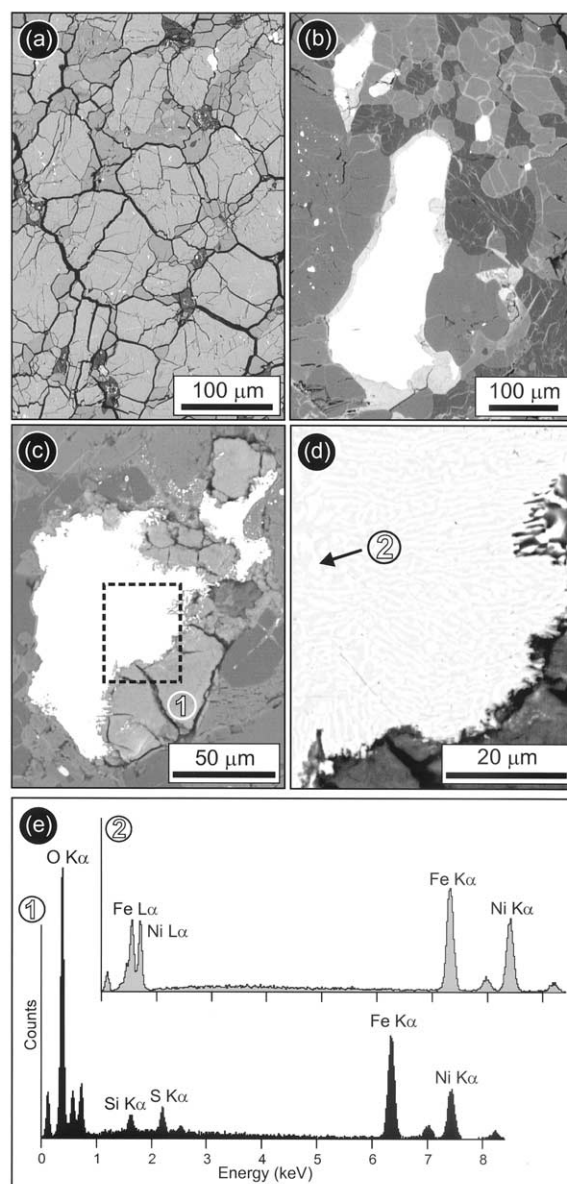 (a)
(b)
100 μm
100 μm
(c)
(d)
②
①
50 μm
20 μm
(e)
②
O Kα
①
Fe Kα
Fe Lα
Ni Kα
Ni Lα
Counts
Fe Kα
Si Kα
S Kα
Ni Kα
0 1 2 3 4 5 6 7 8
Energy (keV)